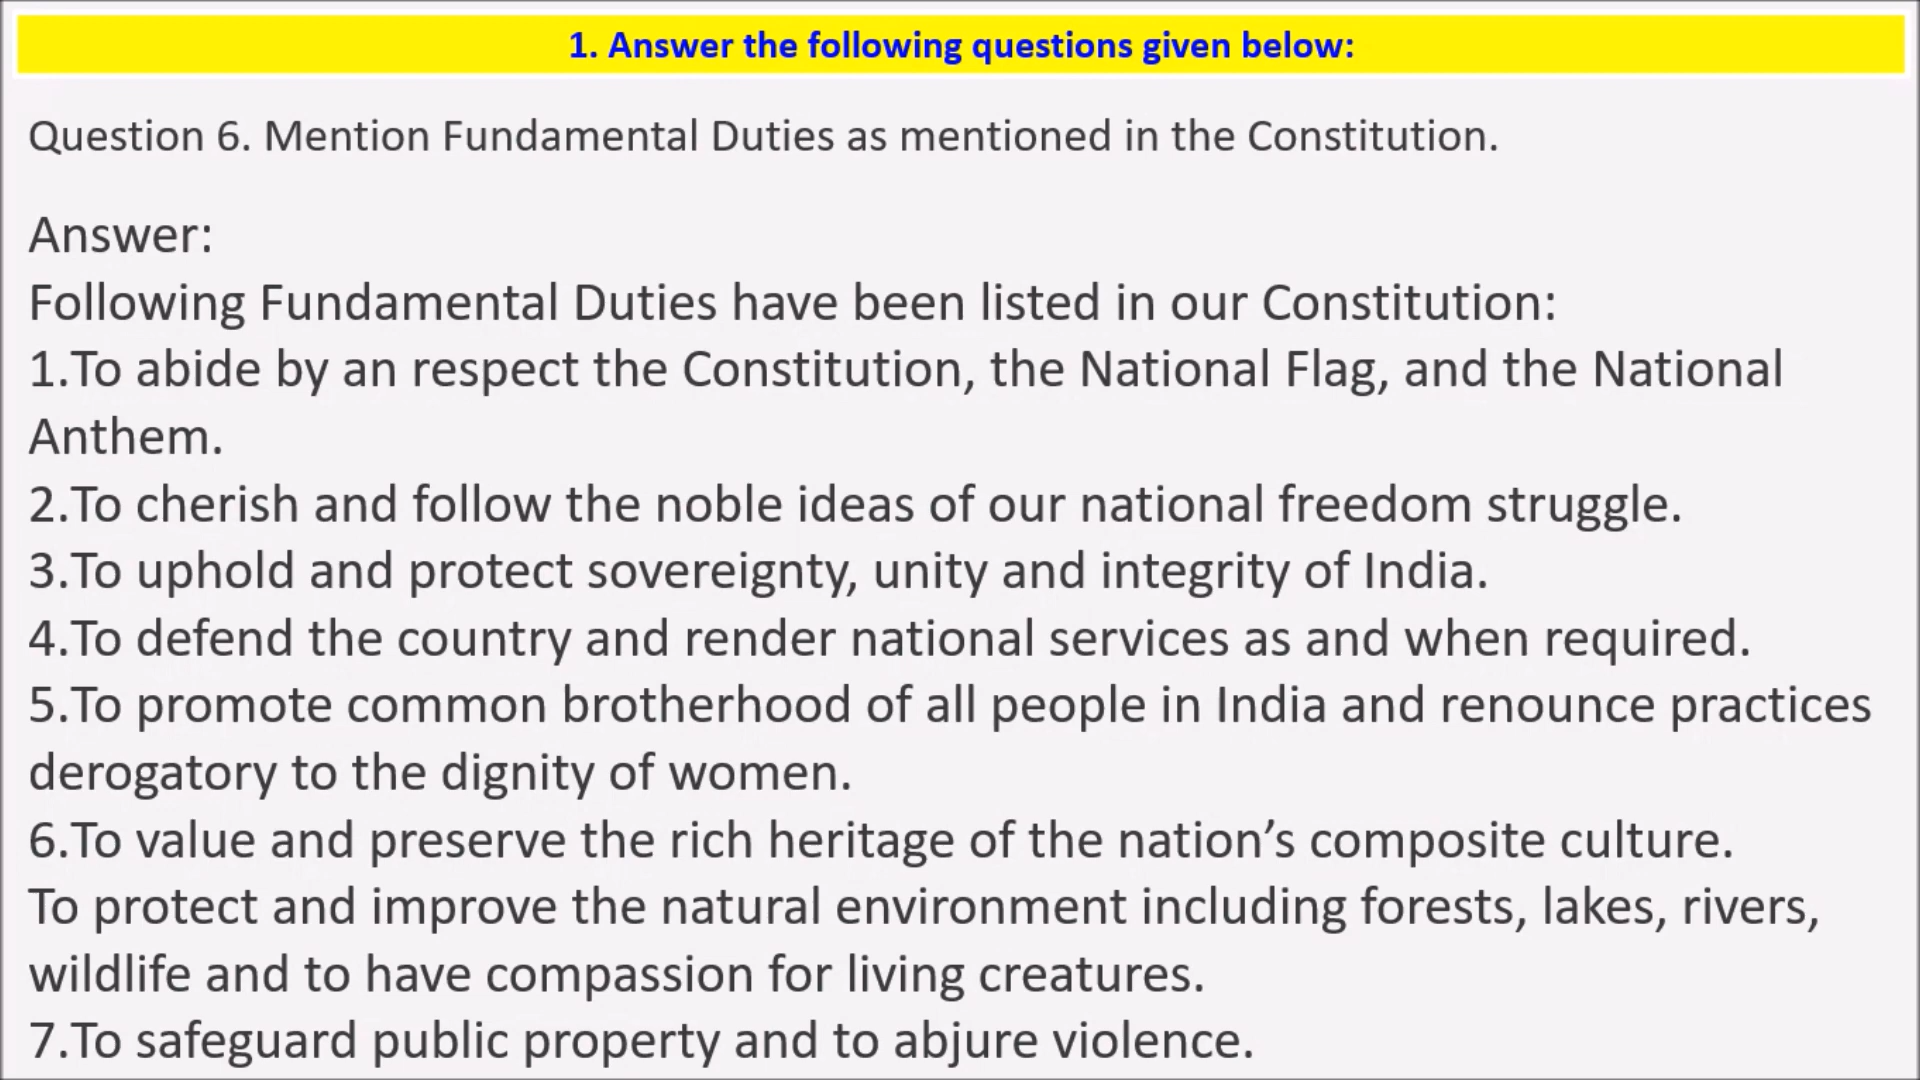 1. Answer the following questions given below:
Question 6. Mention Fundamental Duties as mentioned in the Constitution.
Answer:
Following Fundamental Duties have been listed in our Constitution:
1.To abide by an respect the Constitution, the National Flag, and the National
Anthem.
2.To cherish and follow the noble ideas of our national freedom struggle.
3.To uphold and protect sovereignty, unity and integrity of India.
4.To defend the country and render national services as and when required.
5.To promote common brotherhood of all people in India and renounce practices
derogatory to the dignity of women.
6.To value and preserve the rich heritage of the nation’s composite culture.
To protect and improve the natural environment including forests, lakes, rivers,
wildlife and to have compassion for living creatures.
7.To safeguard public property and to abjure violence.